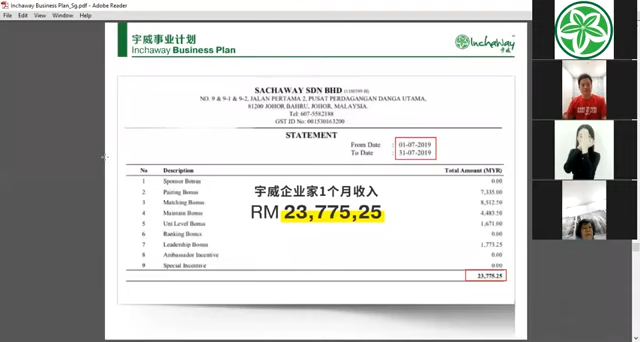 Inchaway Business Plan_Sg.pdf - Adobe Reader
File Edit View Window Help
宇威事业计划
Inchaway Business Plan
Inchaway
宇威
SACHAWAY SDN BHD
NO. 9 & 9-1 & 9-2, JALAN PERTAMA 2, PUSAT PERDAGANGAN DANGA UTAMA,
81200 JOHOR BAHRU, JOHOR, MALAYSIA.
Tel: 607-5582188
GST ID No: 001530163200
STATEMENT
From Date : 01-07-2019
To Date : 31-07-2019
No Description Total Amount (MYR)
1 Sponsor Bonus 0.00
2 Pairing Bonus 7,335.00
3 Matching Bonus 8,512.50
4 Maintain Bonus 4,483.50
5 Uni Level Bonus 1,671.00
6 Ranking Bonus 0.00
7 Leadership Bonus 1,773.25
8 Ambassador Incentive 0.00
9 Special Incentive 0.00
23,775.25
宇威企业家1个月收入
RM 23,775,25